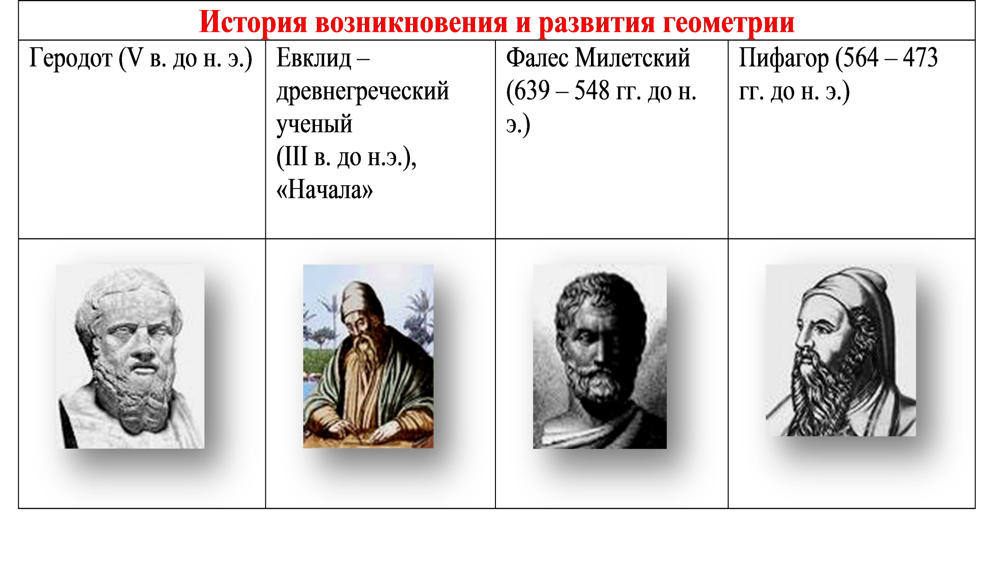 История возникновения и развития геометрии
Геродот (V в. до н. э.)
Евклид –
древнегреческий
ученый
(III в. до н.э.),
«Начала»
Фалес Милетский
(639 – 548 гг. до н.
э.)
Пифагор (564 – 473
гг. до н. э.)